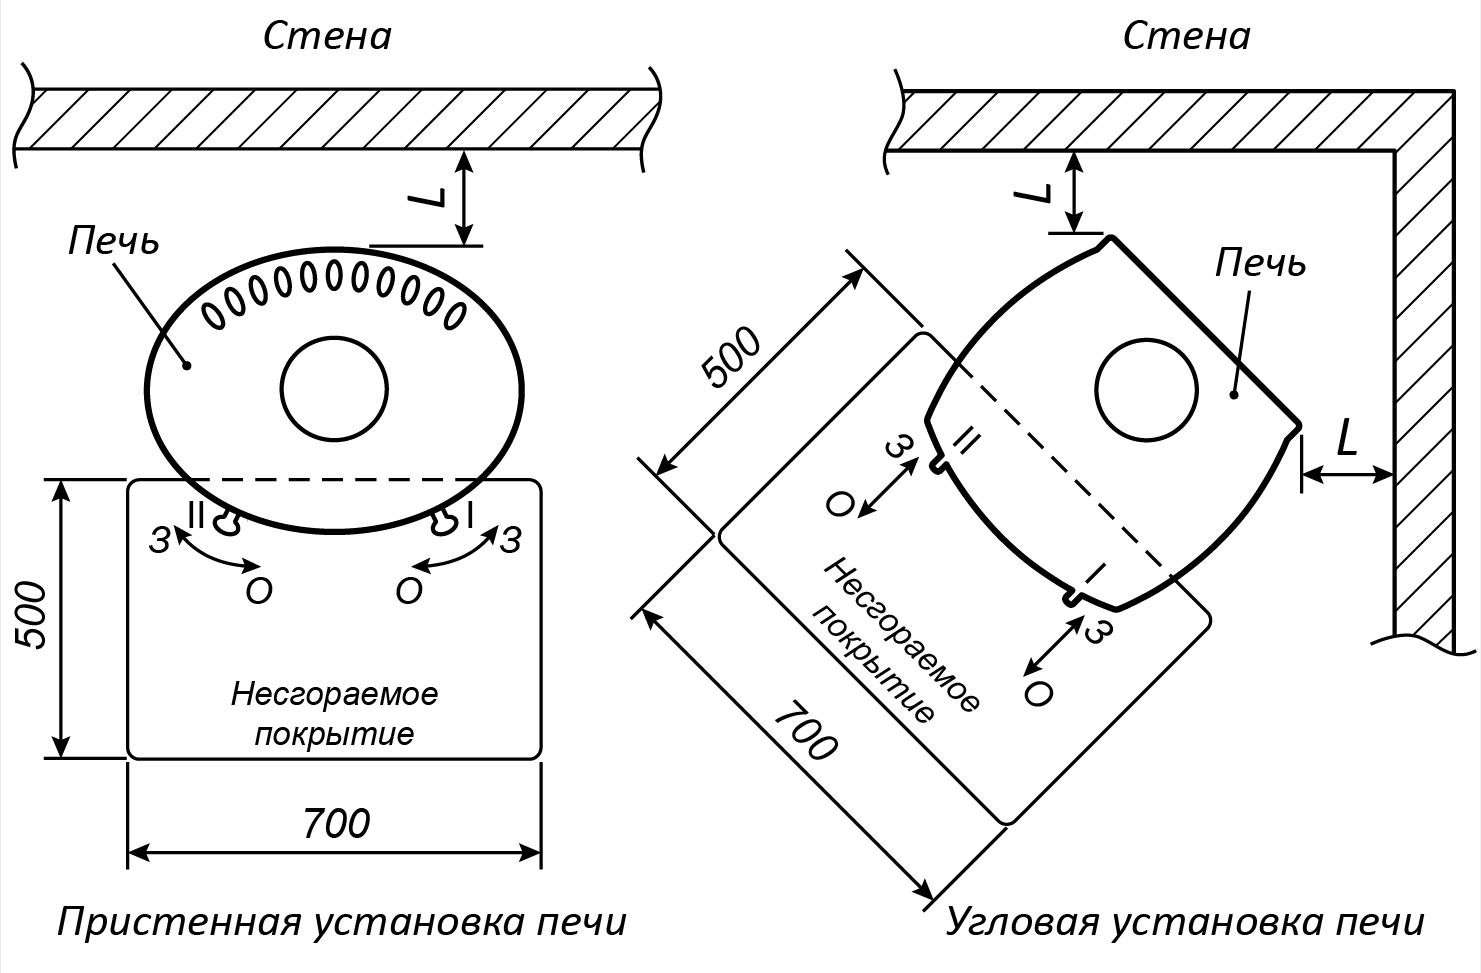 Стена
L
Печь
II
I
З
З
О
О
500
Несгораемое
покрытие
700
Пристенная установка печи
Стена
L
Печь
L
500
З
II
О
I
З
О
Несгораемое
покрытие
700
Угловая установка печи